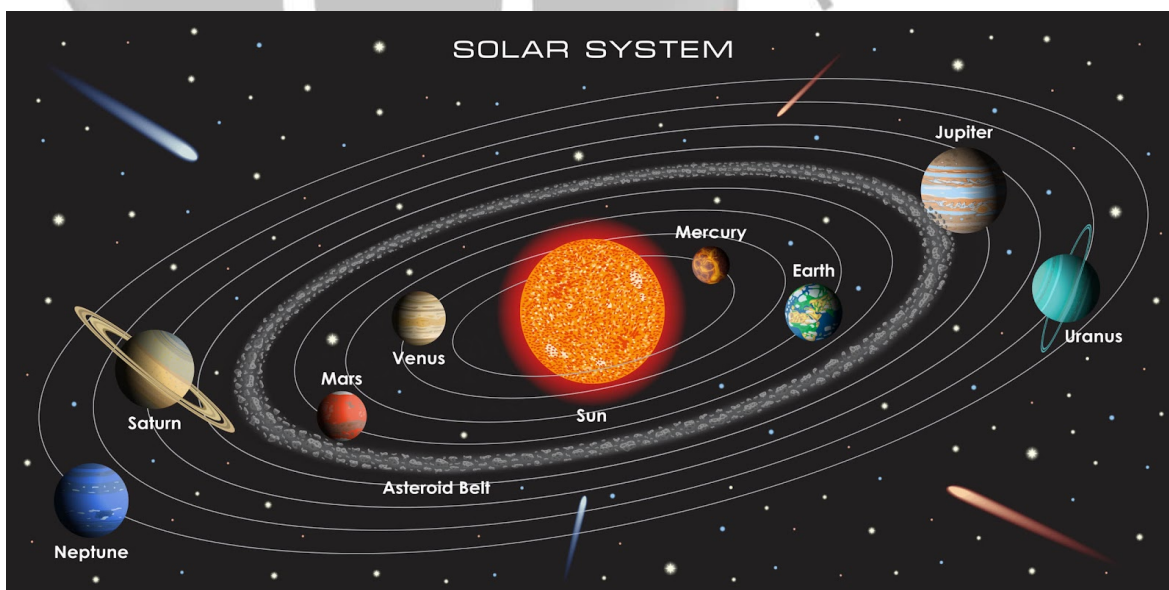 SOLAR SYSTEM
Jupiter
Mercury
Earth
Uranus
Venus
Mars
Sun
Saturn
Asteroid Belt
Neptune